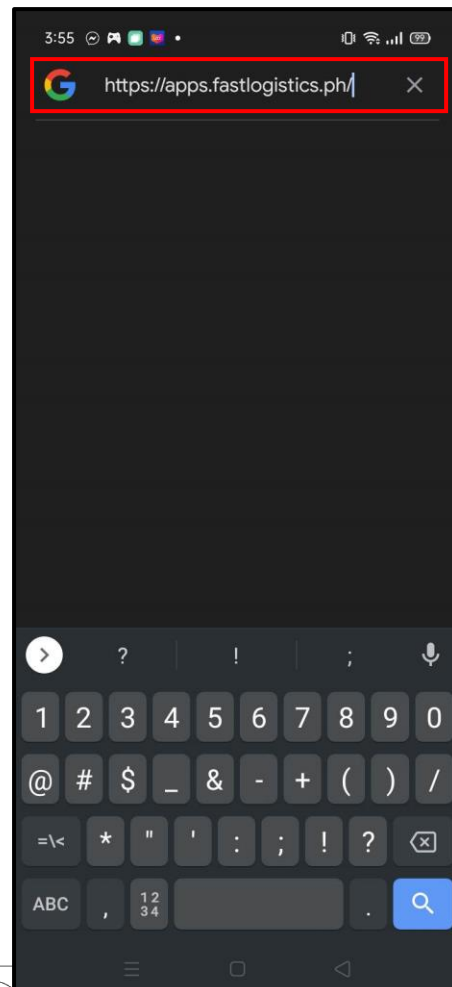 3:55 99
G https://apps.fastlogistics.ph/ ×
> ? ! ;
1 2 3 4 5 6 7 8 9 0
@ # $ _ & - + ( ) /
=\< * " ' : ; ! ?
ABC , 12 .
34